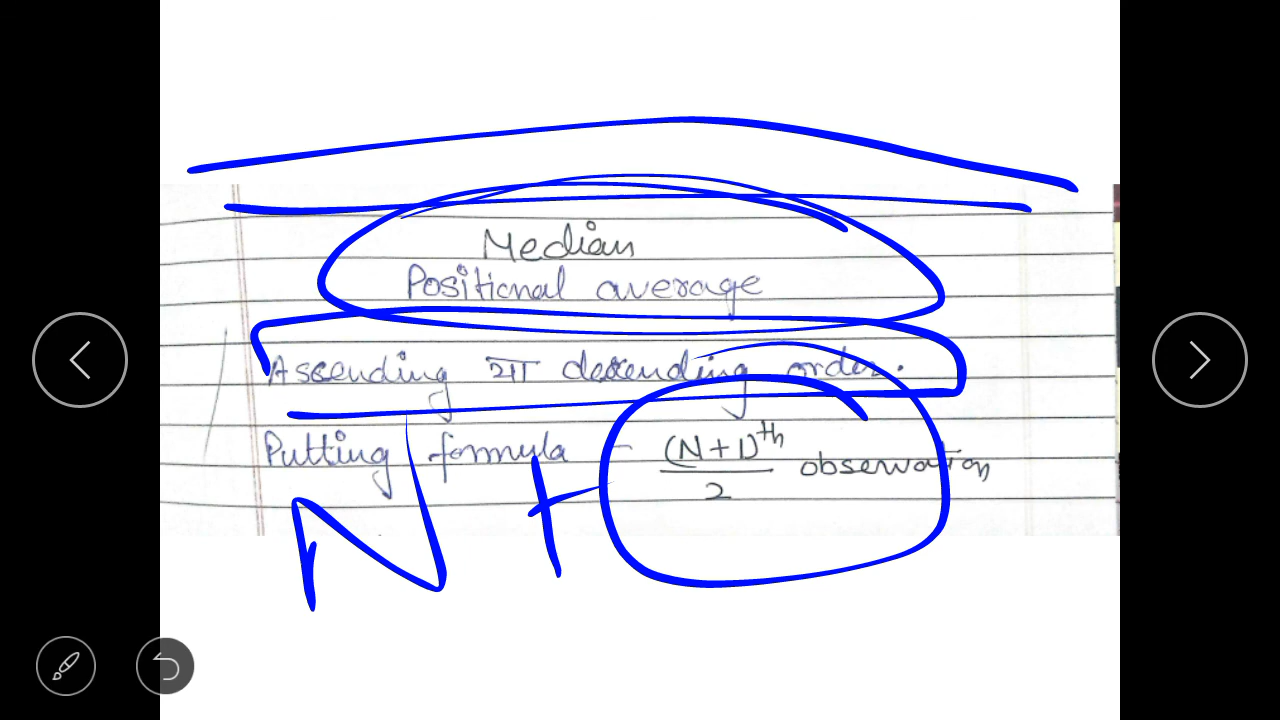 Median
Positional average
Ascending या descending order.
Putting formula - (N+1)th/2 observation
N +